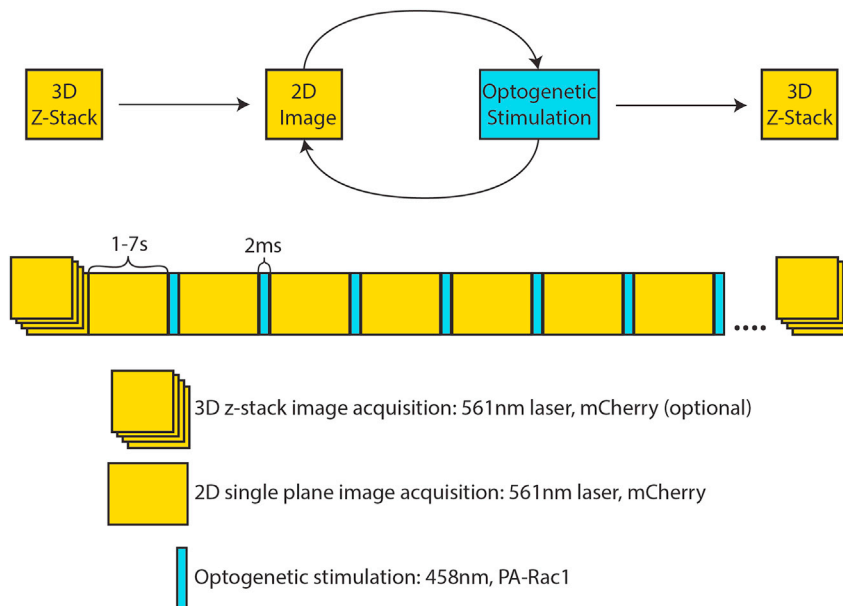 3D
Z-Stack
2D
Image
Optogenetic
Stimulation
3D
Z-Stack
1-7s
2ms
3D z-stack image acquisition: 561nm laser, mCherry (optional)
2D single plane image acquisition: 561nm laser, mCherry
Optogenetic stimulation: 458nm, PA-Rac1